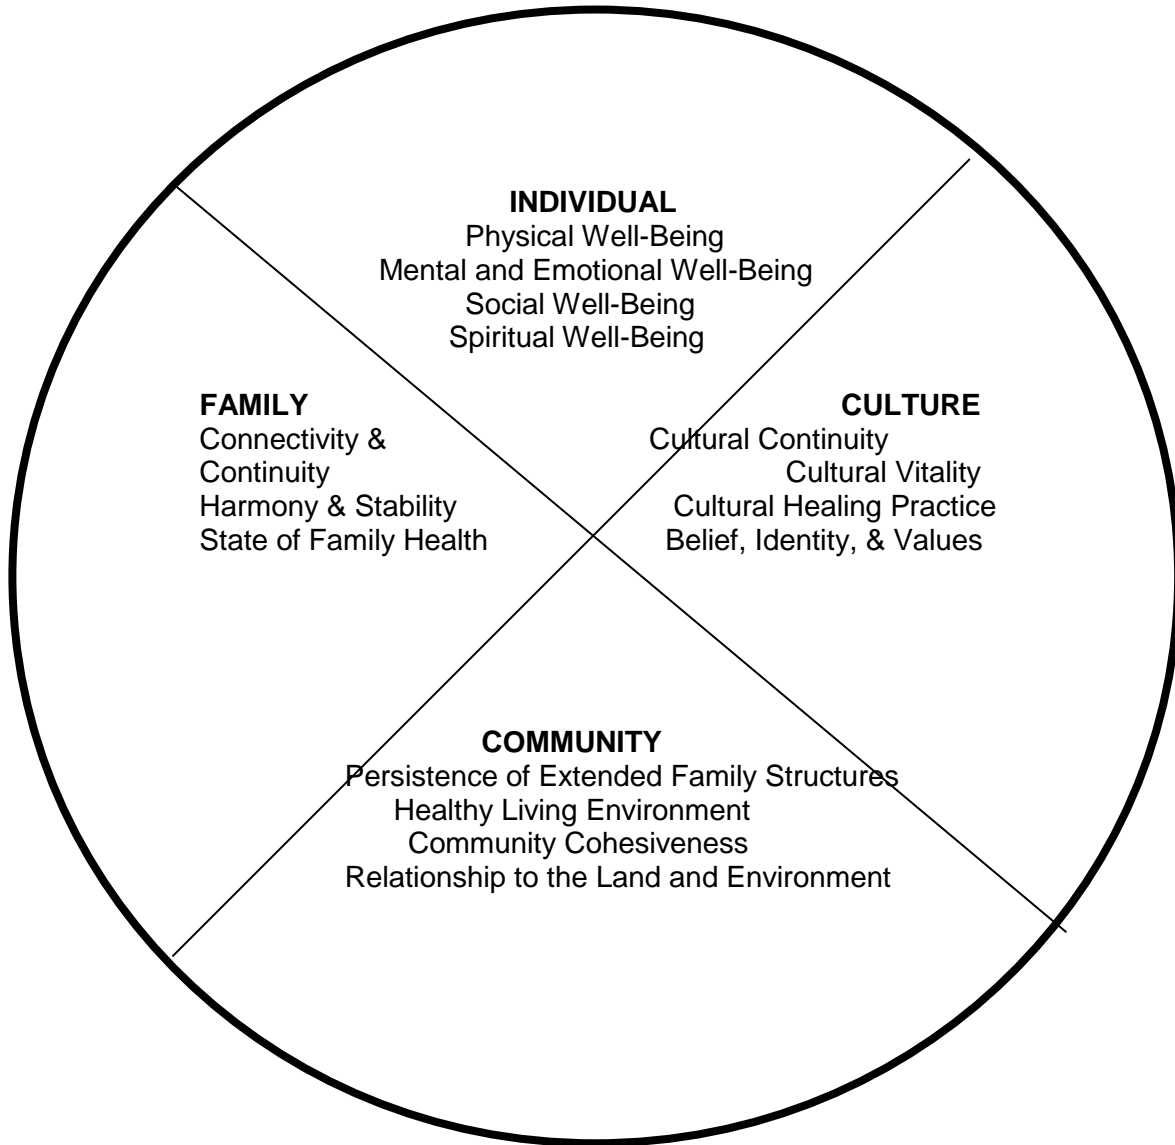 INDIVIDUAL
Physical Well-Being
Mental and Emotional Well-Being
Social Well-Being
Spiritual Well-Being
FAMILY
Connectivity &
Continuity
Harmony & Stability
State of Family Health
CULTURE
Cultural Continuity
Cultural Vitality
Cultural Healing Practice
Belief, Identity, & Values
COMMUNITY
Persistence of Extended Family Structures
Healthy Living Environment
Community Cohesiveness
Relationship to the Land and Environment